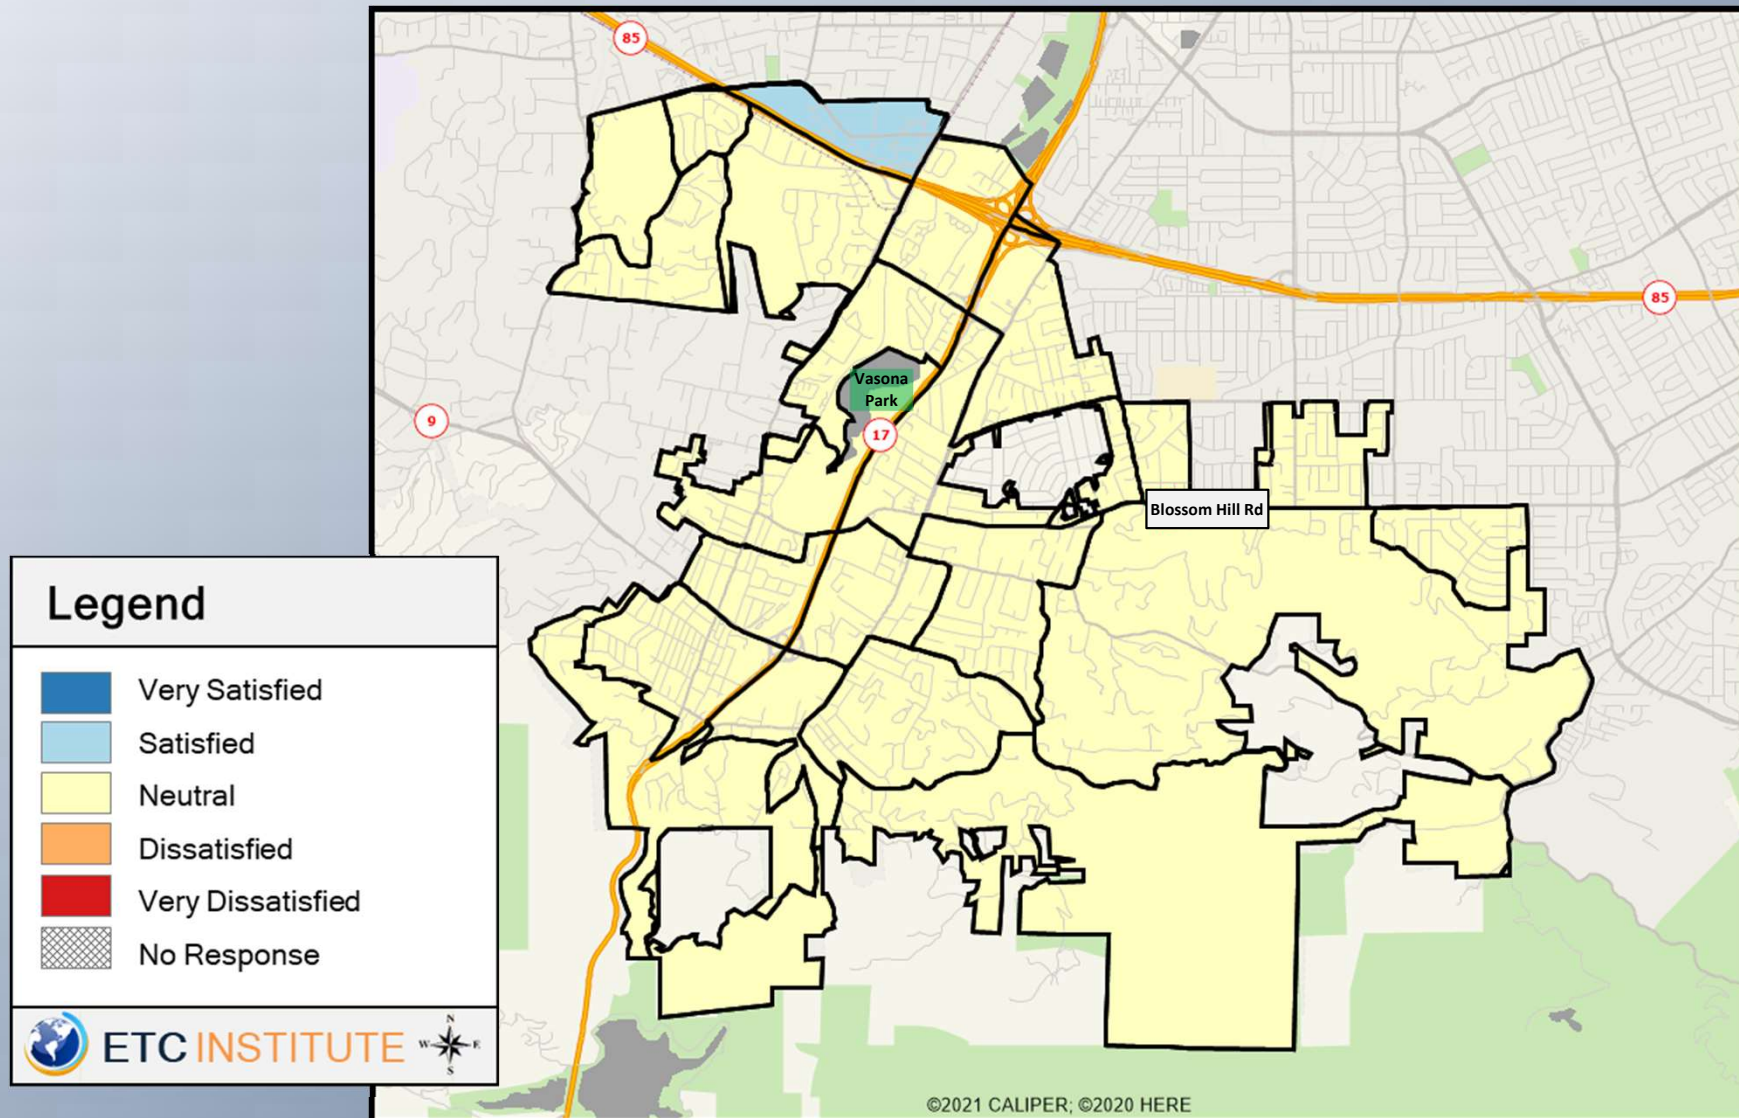 85
85
9
Vasona
Park
17
Blossom Hill Rd
Legend
Very Satisfied
Satisfied
Neutral
Dissatisfied
Very Dissatisfied
No Response
ETC INSTITUTE
N
W E
S
©2021 CALIPER; ©2020 HERE